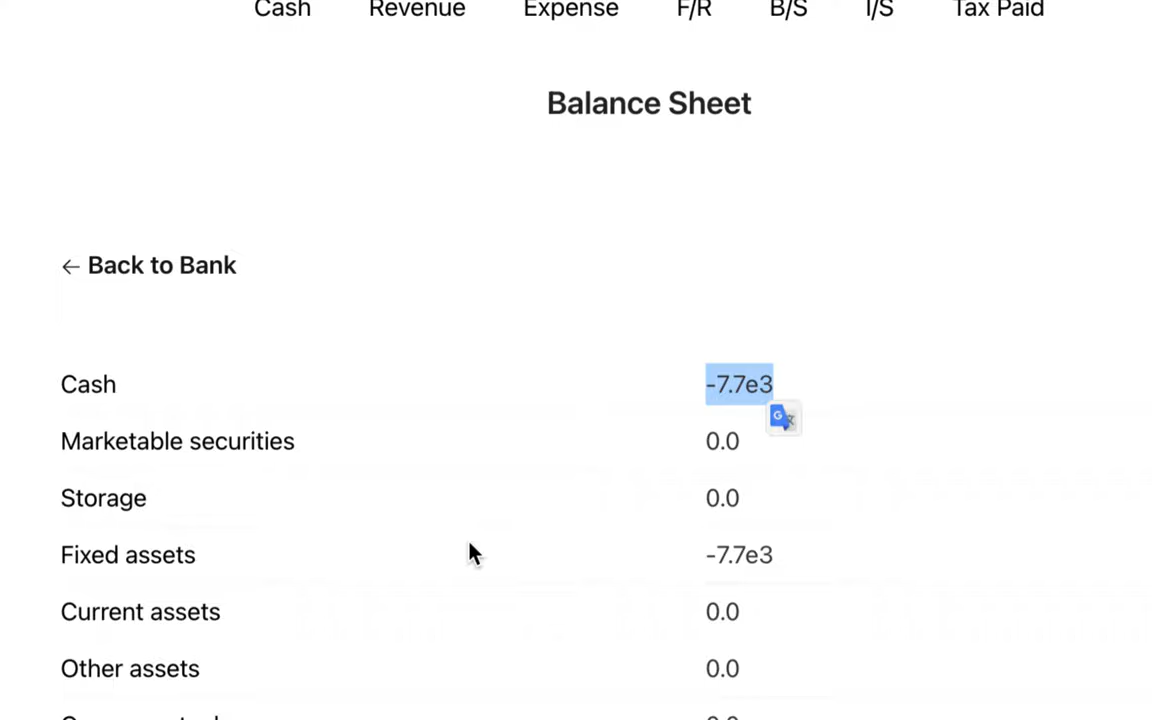 Cash Revenue Expense F/R B/S I/S Tax Paid
Balance Sheet
← Back to Bank
Cash -7.7e3
Marketable securities 0.0
Storage 0.0
Fixed assets -7.7e3
Current assets 0.0
Other assets 0.0